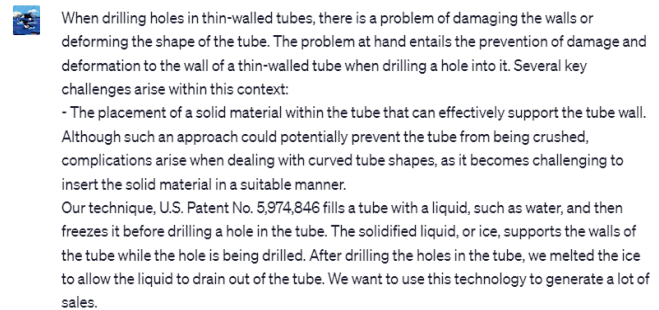 When drilling holes in thin-walled tubes, there is a problem of damaging the walls or
deforming the shape of the tube. The problem at hand entails the prevention of damage and
deformation to the wall of a thin-walled tube when drilling a hole into it. Several key
challenges arise within this context:
- The placement of a solid material within the tube that can effectively support the tube wall.
Although such an approach could potentially prevent the tube from being crushed,
complications arise when dealing with curved tube shapes, as it becomes challenging to
insert the solid material in a suitable manner.
Our technique, U.S. Patent No. 5,974,846 fills a tube with a liquid, such as water, and then
freezes it before drilling a hole in the tube. The solidified liquid, or ice, supports the walls of
the tube while the hole is being drilled. After drilling the holes in the tube, we melted the ice
to allow the liquid to drain out of the tube. We want to use this technology to generate a lot of
sales.